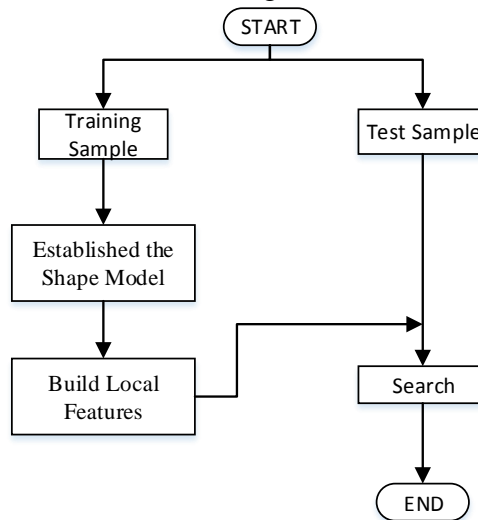 START
Training
Sample
Test Sample
Established the
Shape Model
Build Local
Features
Search
END